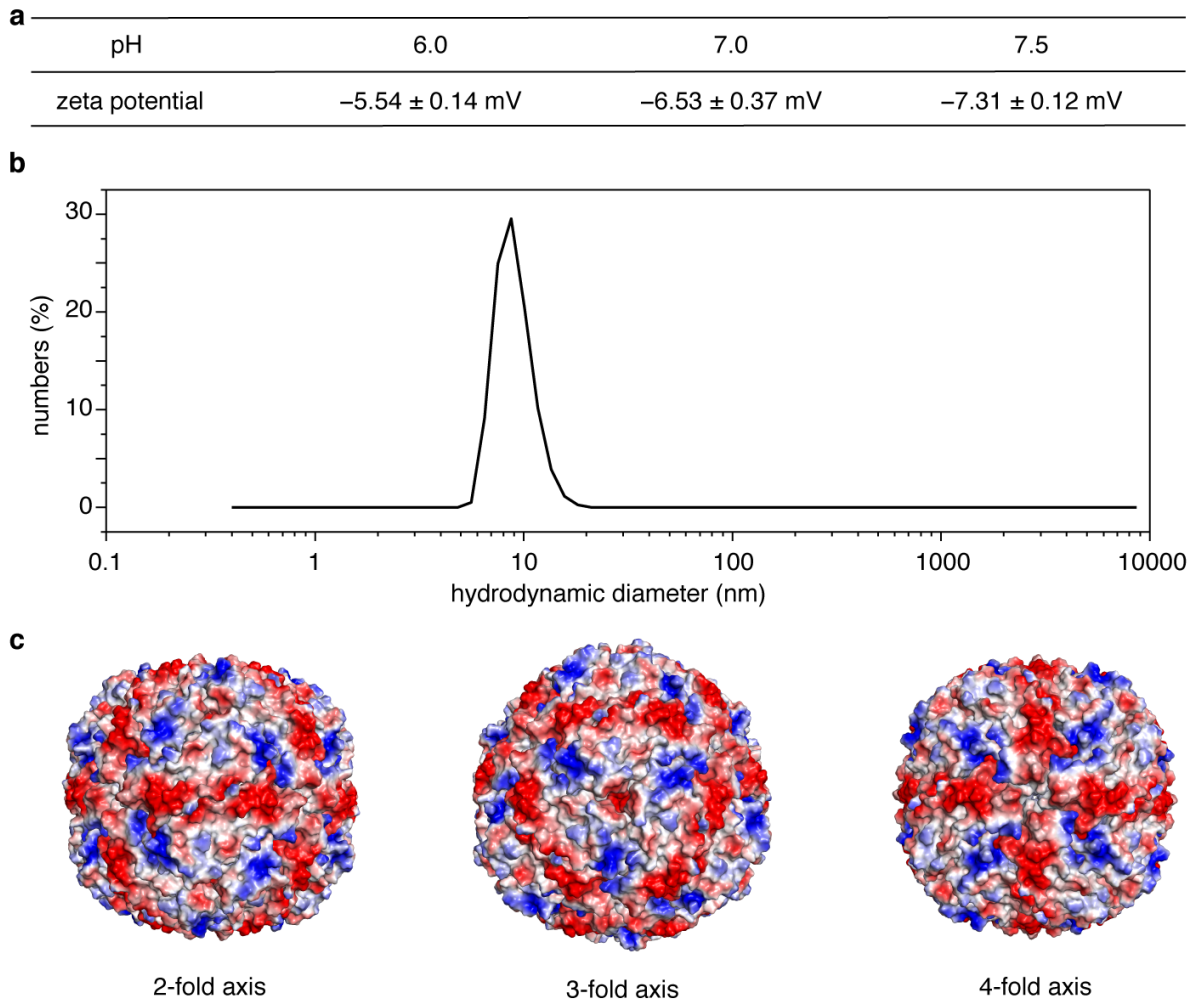 a
pH 6.0 7.0 7.5
zeta potential −5.54 ± 0.14 mV −6.53 ± 0.37 mV −7.31 ± 0.12 mV
b
30
20
10
0
numbers (%)
0.1 1 10 100 1000 10000
hydrodynamic diameter (nm)
c
2-fold axis 3-fold axis 4-fold axis